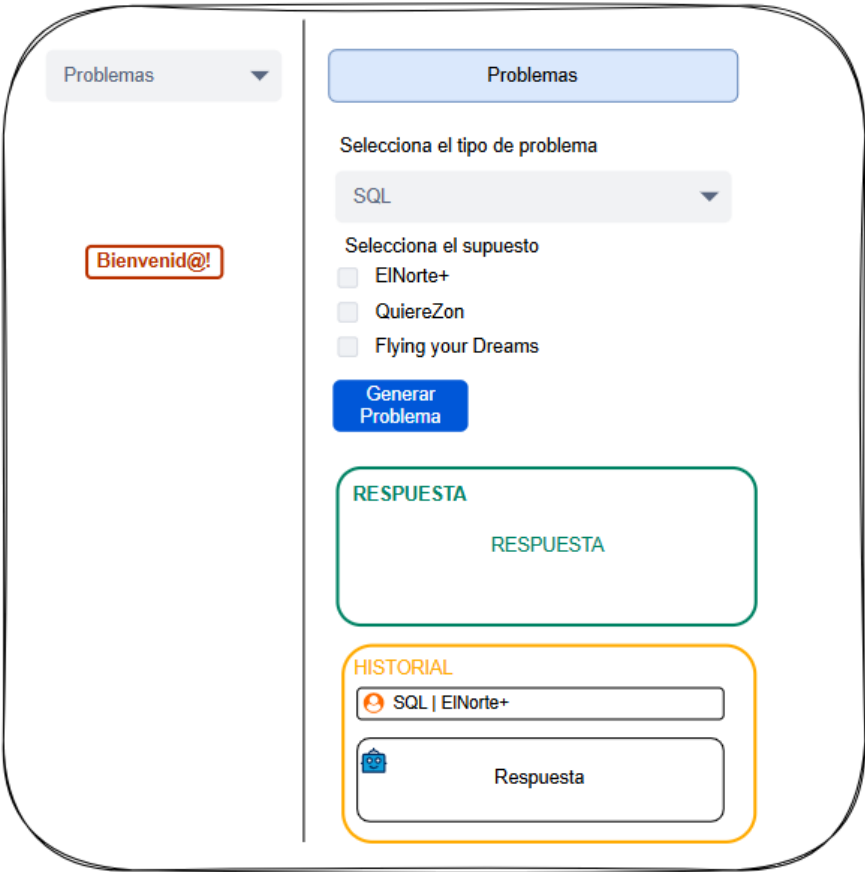 Problemas
Bienvenid@!
Problemas
Selecciona el tipo de problema
SQL
Selecciona el supuesto
ElNorte+
QuiereZon
Flying your Dreams
Generar
Problema
RESPUESTA
RESPUESTA
HISTORIAL
SQL | ElNorte+
Respuesta